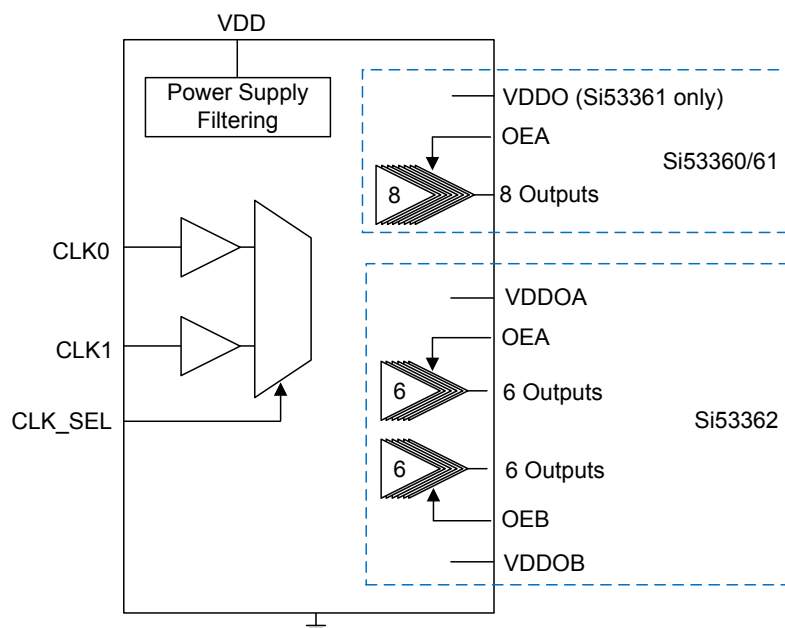 VDD
Power Supply
Filtering
VDDO (Si53361 only)
OEA
Si53360/61
8
8 Outputs
CLK0
VDDOA
OEA
CLK1
6
6 Outputs
CLK_SEL
Si53362
6
6 Outputs
OEB
VDDOB